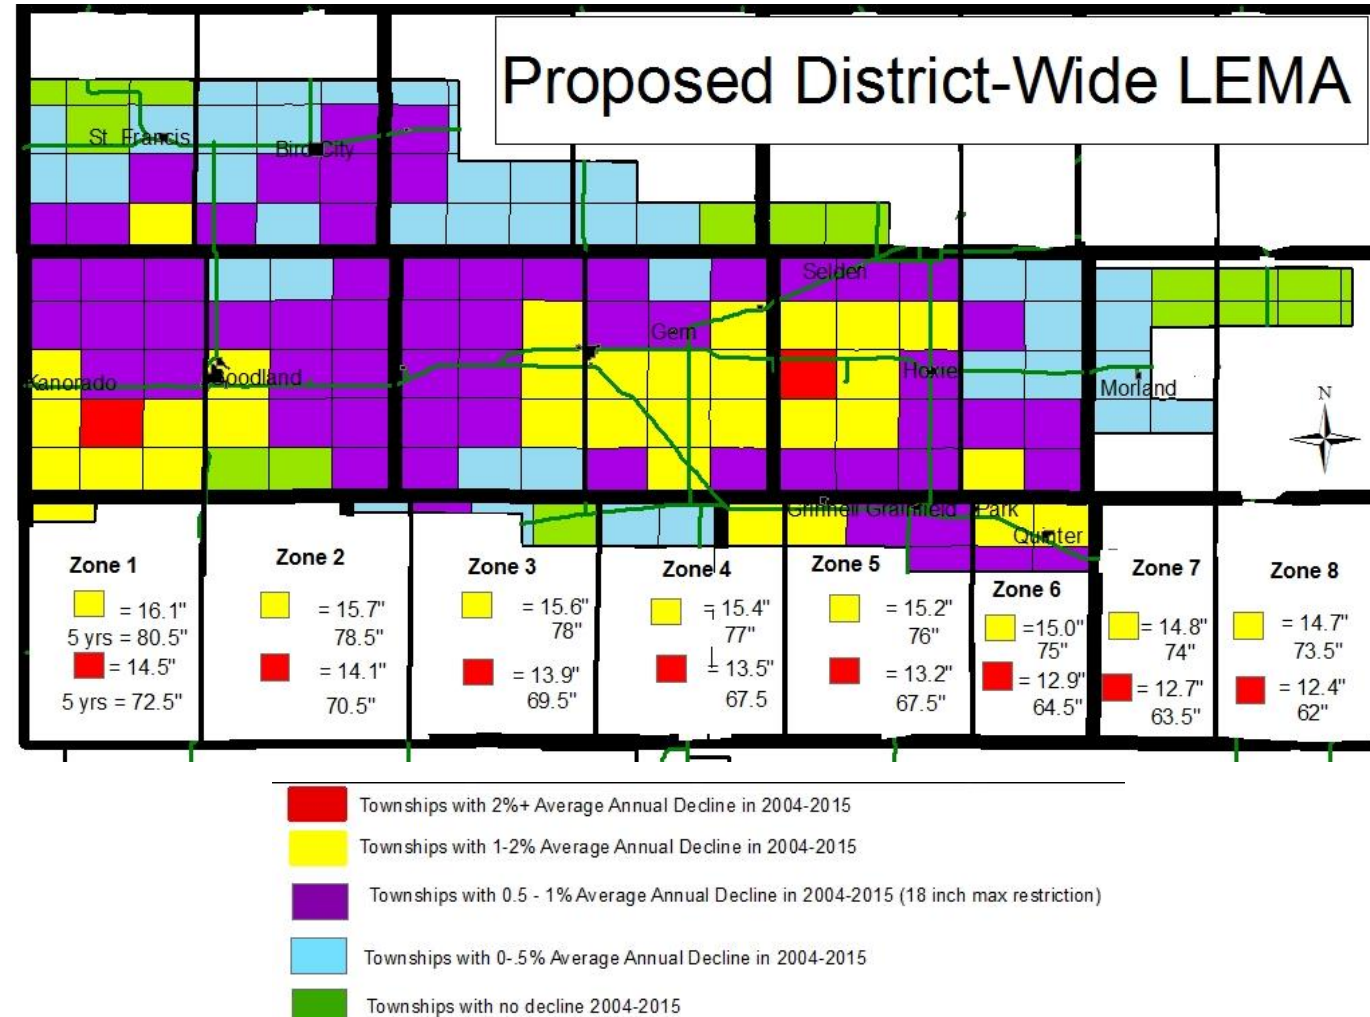 Proposed District-Wide LEMA
St. Francis
Bird City
Selden
Gem
Kanorado
Goodland
Hoxie
Morland
N
Grinnell Grainfield Park
Quinter
Zone 1
= 16.1"
5 yrs = 80.5"
= 14.5"
5 yrs = 72.5"
Zone 2
= 15.7"
78.5"
= 14.1"
70.5"
Zone 3
= 15.6"
78"
= 13.9"
69.5"
Zone 4
= 15.4"
77"
= 13.5"
67.5
Zone 5
= 15.2"
76"
= 13.2"
67.5"
Zone 6
=15.0"
75"
= 12.9"
64.5"
Zone 7
= 14.8"
74"
= 12.7"
63.5"
Zone 8
= 14.7"
73.5"
= 12.4"
62"
Townships with 2%+ Average Annual Decline in 2004-2015
Townships with 1-2% Average Annual Decline in 2004-2015
Townships with 0.5 - 1% Average Annual Decline in 2004-2015 (18 inch max restriction)
Townships with 0-.5% Average Annual Decline in 2004-2015
Townships with no decline 2004-2015